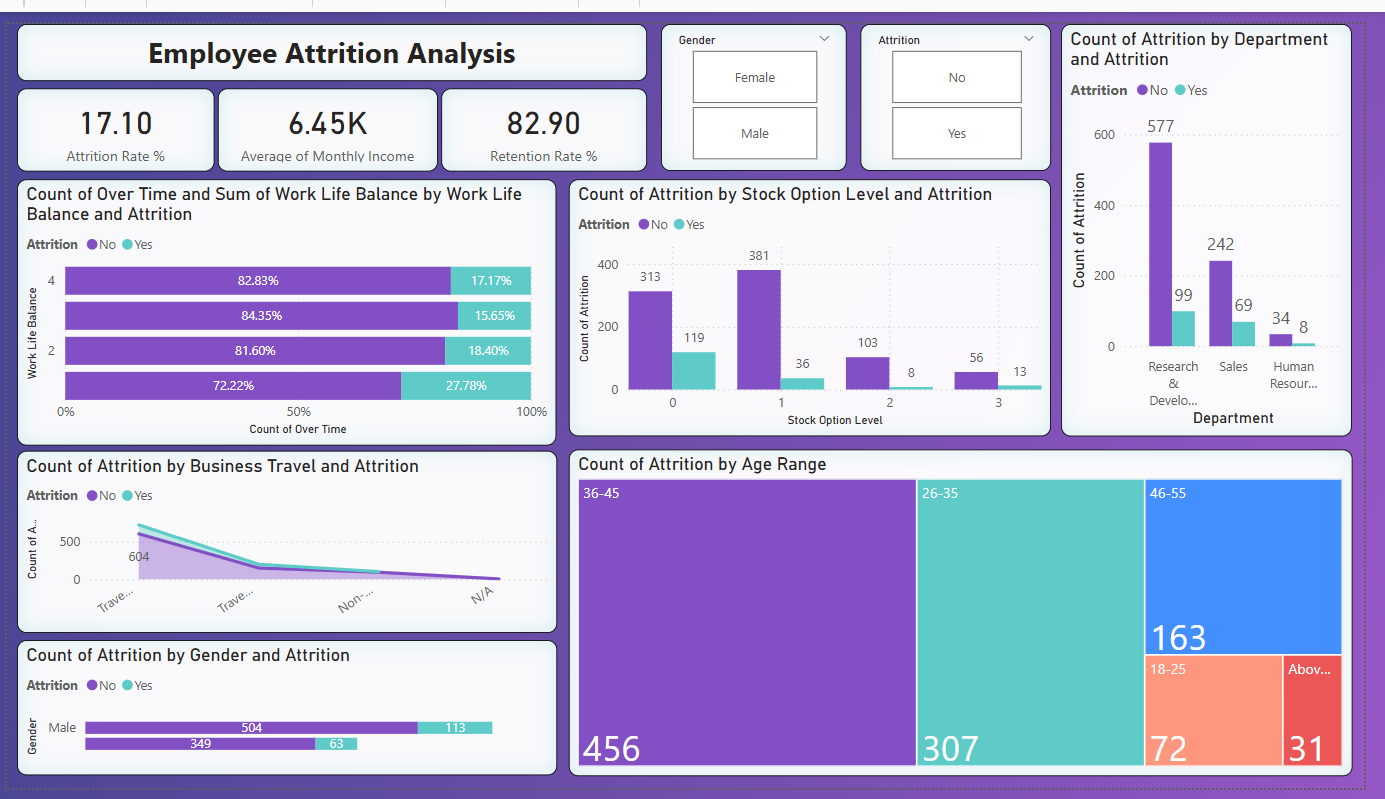 Employee Attrition Analysis
17.10
Attrition Rate %
6.45K
Average of Monthly Income
82.90
Retention Rate %
Gender
Female
Male
Attrition
No
Yes
Count of Attrition by Department
and Attrition
Attrition No Yes
Count of Attrition
600
400
200
0
577
99
242
69
34
8
Research
&
Develo...
Sales
Human
Resour...
Department
Count of Over Time and Sum of Work Life Balance by Work Life
Balance and Attrition
Attrition No Yes
Work Life Balance
4
82.83% 17.17%
84.35% 15.65%
2
81.60% 18.40%
72.22% 27.78%
0% 50% 100%
Count of Over Time
Count of Attrition by Stock Option Level and Attrition
Attrition No Yes
Count of Attrition
400
200
0
313
119
381
36
103
8
56
13
0 1 2 3
Stock Option Level
Count of Attrition by Business Travel and Attrition
Attrition No Yes
Count of A...
500
0
604
Trave...
Trave...
Non-...
N/A
Count of Attrition by Gender and Attrition
Attrition No Yes
Gender
Male
504 113
349 63
Count of Attrition by Age Range
36-45
456
26-35
307
46-55
163
18-25
72
Abov...
31